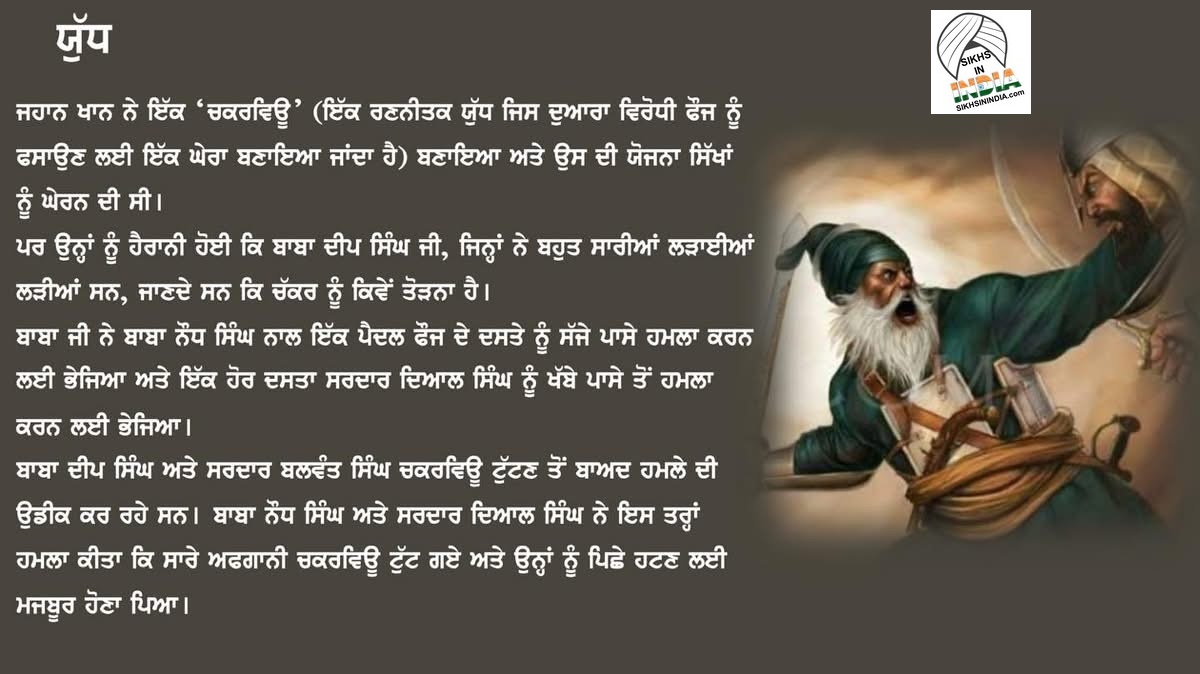 ਯੁੱਧ
SIKHS
IN
INDIA
SIKHSININDIA.com
ਜਹਾਨ ਖਾਨ ਨੇ ਇੱਕ ‘ਚਕਰਵਿਊ’ (ਇੱਕ ਰਣਨੀਤਕ ਯੁੱਧ ਜਿਸ ਦੁਆਰਾ ਵਿਰੋਧੀ ਫੌਜ ਨੂੰ
ਫਸਾਉਣ ਲਈ ਇੱਕ ਘੇਰਾ ਬਣਾਇਆ ਜਾਂਦਾ ਹੈ) ਬਣਾਇਆ ਅਤੇ ਉਸ ਦੀ ਯੋਜਨਾ ਸਿੱਖਾਂ
ਨੂੰ ਘੇਰਨ ਦੀ ਸੀ।
ਪਰ ਉਨ੍ਹਾਂ ਨੂੰ ਹੈਰਾਨੀ ਹੋਈ ਕਿ ਬਾਬਾ ਦੀਪ ਸਿੰਘ ਜੀ, ਜਿਨ੍ਹਾਂ ਨੇ ਬਹੁਤ ਸਾਰੀਆਂ ਲੜਾਈਆਂ
ਲੜੀਆਂ ਸਨ, ਜਾਣਦੇ ਸਨ ਕਿ ਚੱਕਰ ਨੂੰ ਕਿਵੇਂ ਤੋੜਨਾ ਹੈ।
ਬਾਬਾ ਜੀ ਨੇ ਬਾਬਾ ਨੌਧ ਸਿੰਘ ਨਾਲ ਇੱਕ ਪੈਦਲ ਫੌਜ ਦੇ ਦਸਤੇ ਨੂੰ ਸੱਜੇ ਪਾਸੇ ਹਮਲਾ ਕਰਨ
ਲਈ ਭੇਜਿਆ ਅਤੇ ਇੱਕ ਹੋਰ ਦਸਤਾ ਸਰਦਾਰ ਦਿਆਲ ਸਿੰਘ ਨੂੰ ਖੱਬੇ ਪਾਸੇ ਤੋਂ ਹਮਲਾ
ਕਰਨ ਲਈ ਭੇਜਿਆ।
ਬਾਬਾ ਦੀਪ ਸਿੰਘ ਅਤੇ ਸਰਦਾਰ ਬਲਵੰਤ ਸਿੰਘ ਚਕਰਵਿਊ ਟੁੱਟਣ ਤੋਂ ਬਾਅਦ ਹਮਲੇ ਦੀ
ਉਡੀਕ ਕਰ ਰਹੇ ਸਨ। ਬਾਬਾ ਨੌਧ ਸਿੰਘ ਅਤੇ ਸਰਦਾਰ ਦਿਆਲ ਸਿੰਘ ਨੇ ਇਸ ਤਰ੍ਹਾਂ
ਹਮਲਾ ਕੀਤਾ ਕਿ ਸਾਰੇ ਅਫਗਾਨੀ ਚਕਰਵਿਊ ਟੁੱਟ ਗਏ ਅਤੇ ਉਨ੍ਹਾਂ ਨੂੰ ਪਿਛੇ ਹਟਣ ਲਈ
ਮਜਬੂਰ ਹੋਣਾ ਪਿਆ।